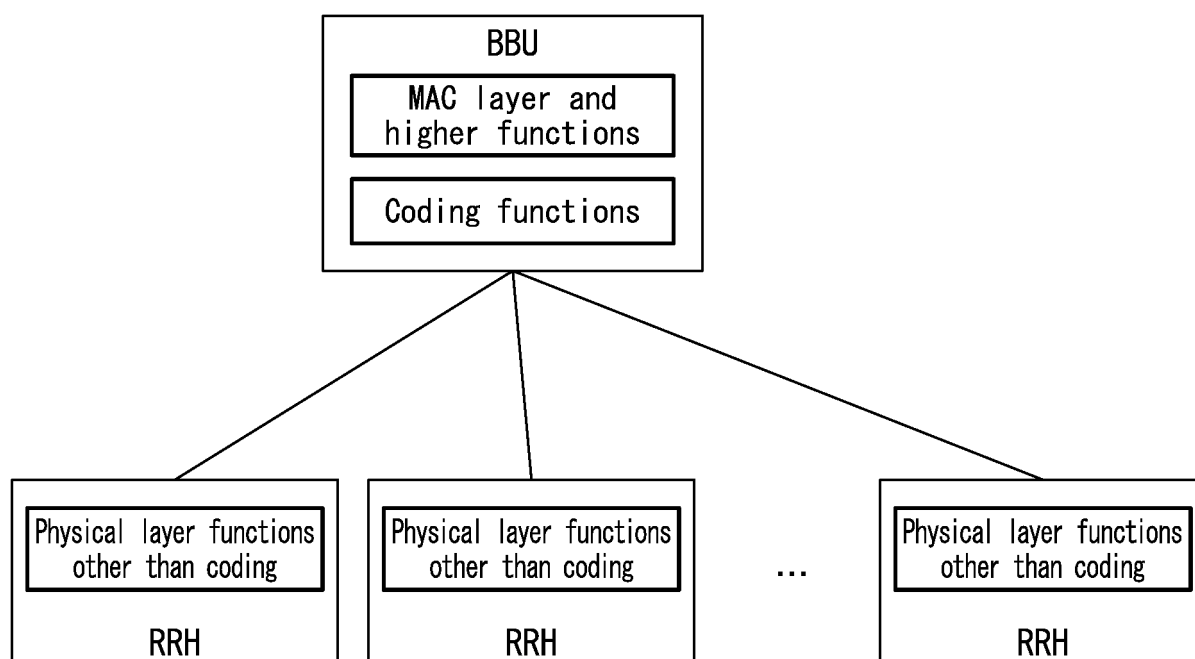 BBU
MAC layer and
higher functions
Coding functions
Physical layer functions
other than coding
RRH
Physical layer functions
other than coding
RRH
...
Physical layer functions
other than coding
RRH